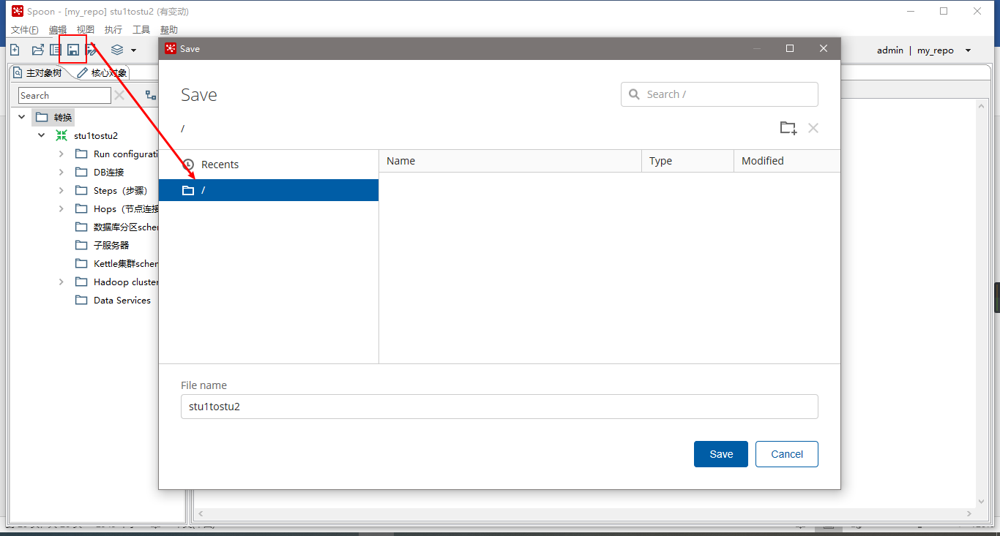 Spoon - [my_repo] stu1tostu2 (有变动)
文件(F) 编辑 视图 执行 工具 帮助
admin | my_repo
主对象树 核心对象
Search
转换
stu1tostu2
Run configurati
DB连接
Steps（步骤）
Hops（节点连接
数据库分区scher
子服务器
Kettle集群scher
Hadoop cluster
Data Services
Save
Save
Search /
/
Recents
/
Name Type Modified
File name
stu1tostu2
Save Cancel